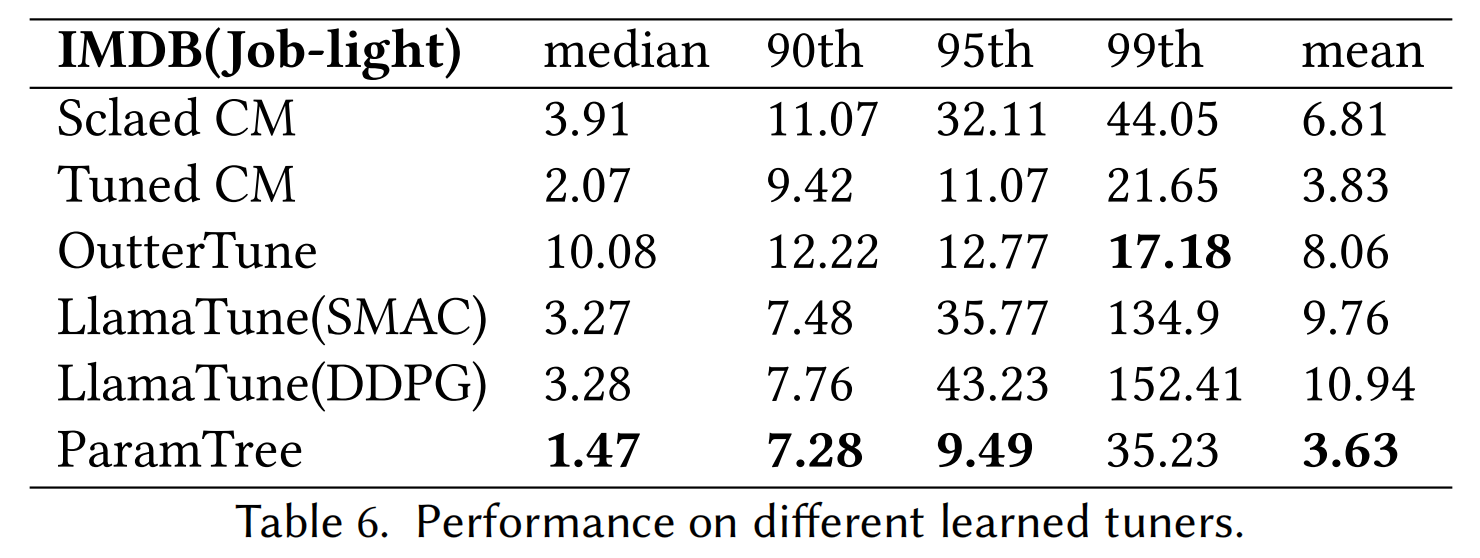 IMDB(Job-light) median 90th 95th 99th mean
Sclaed CM 3.91 11.07 32.11 44.05 6.81
Tuned CM 2.07 9.42 11.07 21.65 3.83
OutterTune 10.08 12.22 12.77 17.18 8.06
LlamaTune(SMAC) 3.27 7.48 35.77 134.9 9.76
LlamaTune(DDPG) 3.28 7.76 43.23 152.41 10.94
ParamTree 1.47 7.28 9.49 35.23 3.63
Table 6. Performance on different learned tuners.